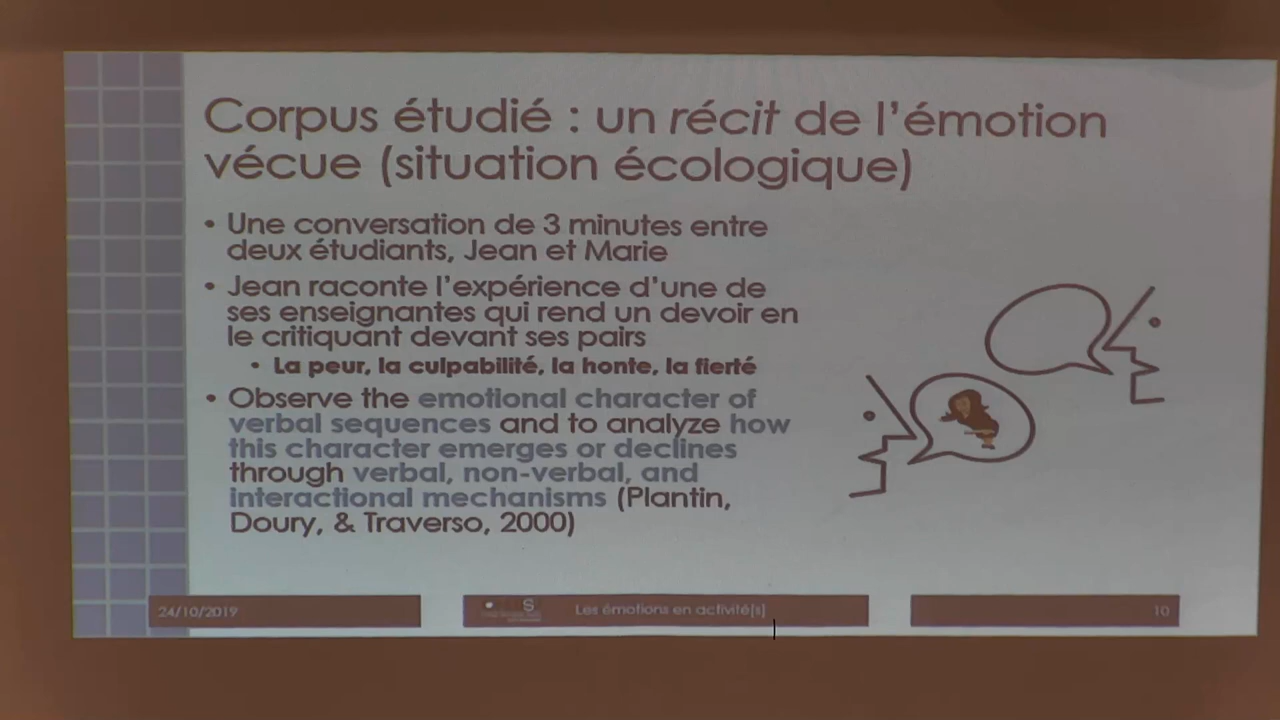 Corpus étudié : un récit de l'émotion
vécue (situation écologique)
• Une conversation de 3 minutes entre
deux étudiants, Jean et Marie
• Jean raconte l'expérience d'une de
ses enseignantes qui rend un devoir en
le critiquant devant ses pairs
• La peur, la culpabilité, la honte, la fierté
• Observe the emotional character of
verbal sequences and to analyze how
this character emerges or declines
through verbal, non-verbal, and
interactional mechanisms (Plantin,
Doury, & Traverso, 2000)
24/10/2019
Les émotions en activité[s]
10